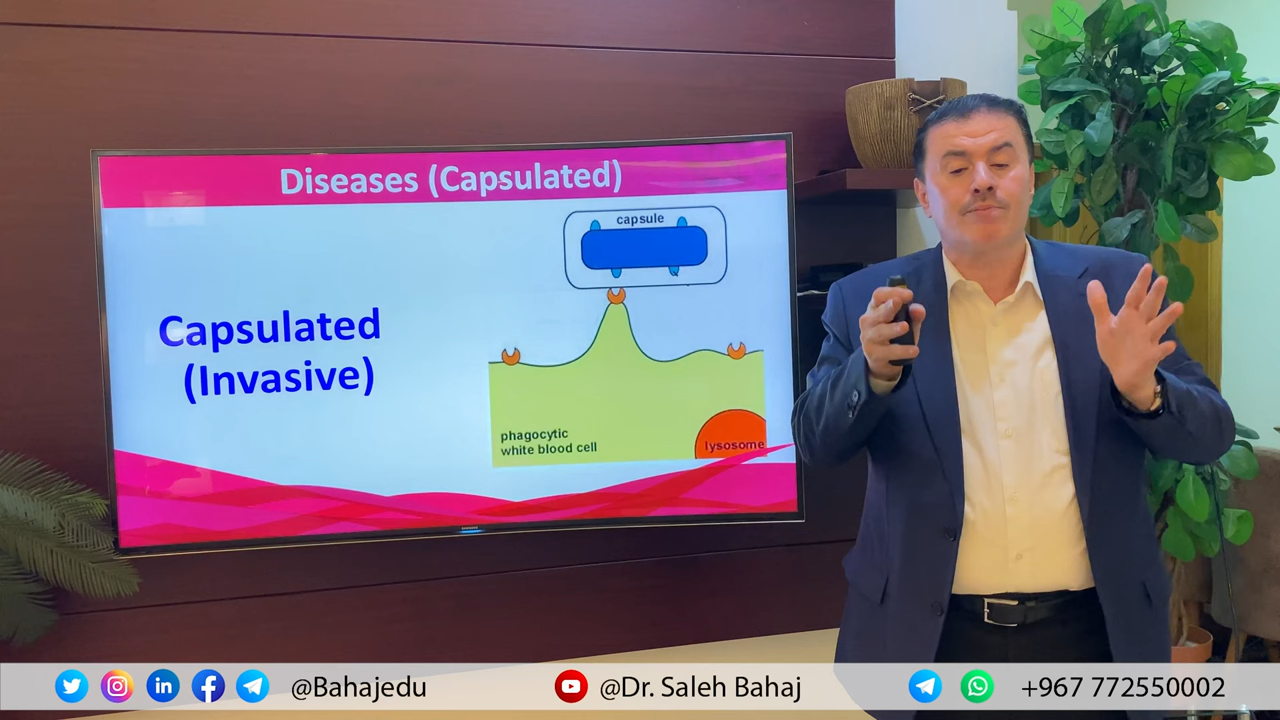 Diseases (Capsulated)
capsule
Capsulated
(Invasive)
phagocytic
white blood cell
lysosome
@Bahajedu
@Dr. Saleh Bahaj
+967 772550002